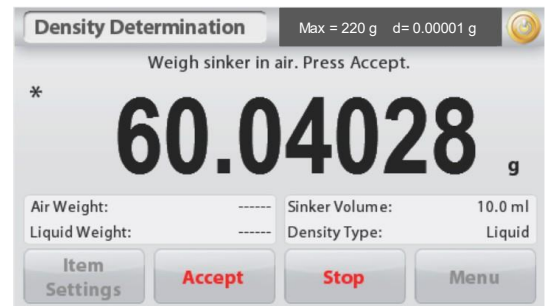 Density Determination Max = 220 g d= 0.00001 g
Weigh sinker in air. Press Accept.
* 60.04028 g
Air Weight: ------ Sinker Volume: 10.0 ml
Liquid Weight: ------ Density Type: Liquid
Item Settings Accept Stop Menu